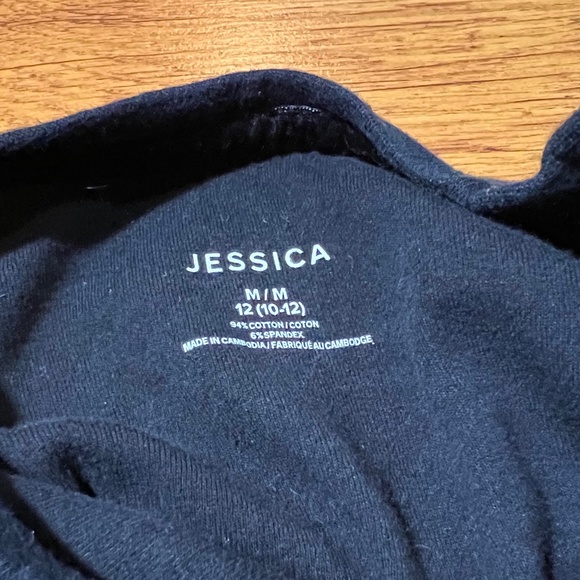 JESSICA
M/M
12 (10-12)
94% COTTON/COTON
6% SPANDEX
MADE IN CAMBODIA/FABRIQUÉ AU CAMBODGE